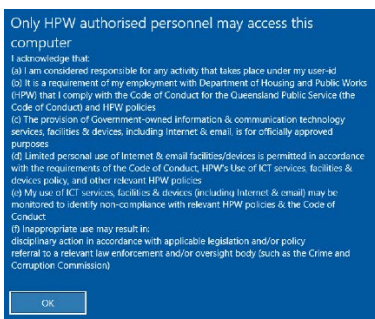 Only HPW authorised personnel may access this
computer
I acknowledge that:
(a) I am considered responsible for any activity that takes place under my user-id
(b) It is a requirement of my employment with Department of Housing and Public Works
(HPW) that I comply with the Code of Conduct for the Queensland Public Service (the
Code of Conduct) and HPW policies
(c) The provision of Government-owned information & communication technology
services, facilities & devices, including Internet & email, is for officially approved
purposes
(d) Limited personal use of Internet & email facilities/devices is permitted in accordance
with the requirements of the Code of Conduct, HPW's Use of ICT services, facilities &
devices policy, and other relevant HPW policies
(e) My use of ICT services, facilities & devices (including Internet & email) may be
monitored to identify non-compliance with relevant HPW policies & the Code of
Conduct
(f) Inappropriate use may result in:
disciplinary action in accordance with applicable legislation and/or policy
referral to a relevant law enforcement and/or oversight body (such as the Crime and
Corruption Commission)
OK